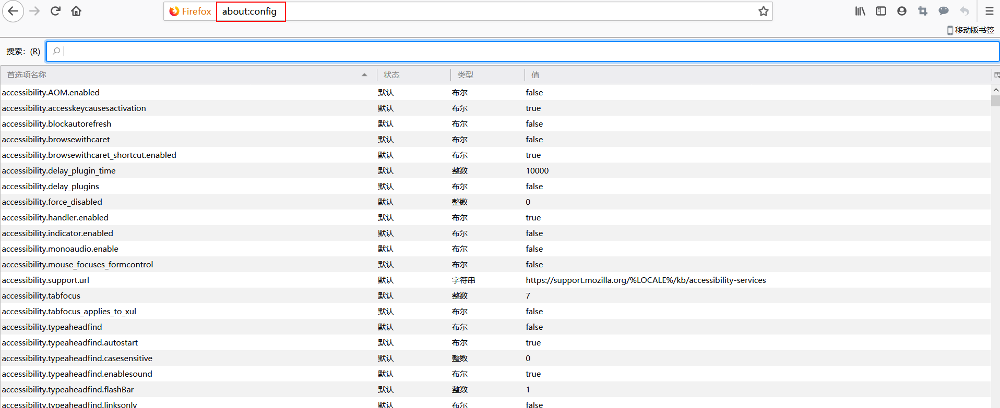 Firefox about:config
移动版书签
搜索：(R)
首选项名称 状态 类型 值
accessibility.AOM.enabled 默认 布尔 false
accessibility.accesskeycausesactivation 默认 布尔 true
accessibility.blockautorefresh 默认 布尔 false
accessibility.browsewithcaret 默认 布尔 false
accessibility.browsewithcaret_shortcut.enabled 默认 布尔 true
accessibility.delay_plugin_time 默认 整数 10000
accessibility.delay_plugins 默认 布尔 false
accessibility.force_disabled 默认 整数 0
accessibility.handler.enabled 默认 布尔 true
accessibility.indicator.enabled 默认 布尔 false
accessibility.monoaudio.enable 默认 布尔 false
accessibility.mouse_focuses_formcontrol 默认 布尔 false
accessibility.support.url 默认 字符串 https://support.mozilla.org/%LOCALE%/kb/accessibility-services
accessibility.tabfocus 默认 整数 7
accessibility.tabfocus_applies_to_xul 默认 布尔 false
accessibility.typeaheadfind 默认 布尔 false
accessibility.typeaheadfind.autostart 默认 布尔 true
accessibility.typeaheadfind.casesensitive 默认 整数 0
accessibility.typeaheadfind.enablesound 默认 布尔 true
accessibility.typeaheadfind.flashBar 默认 整数 1
accessibility.typeaheadfind.linksonly 默认 布尔 false